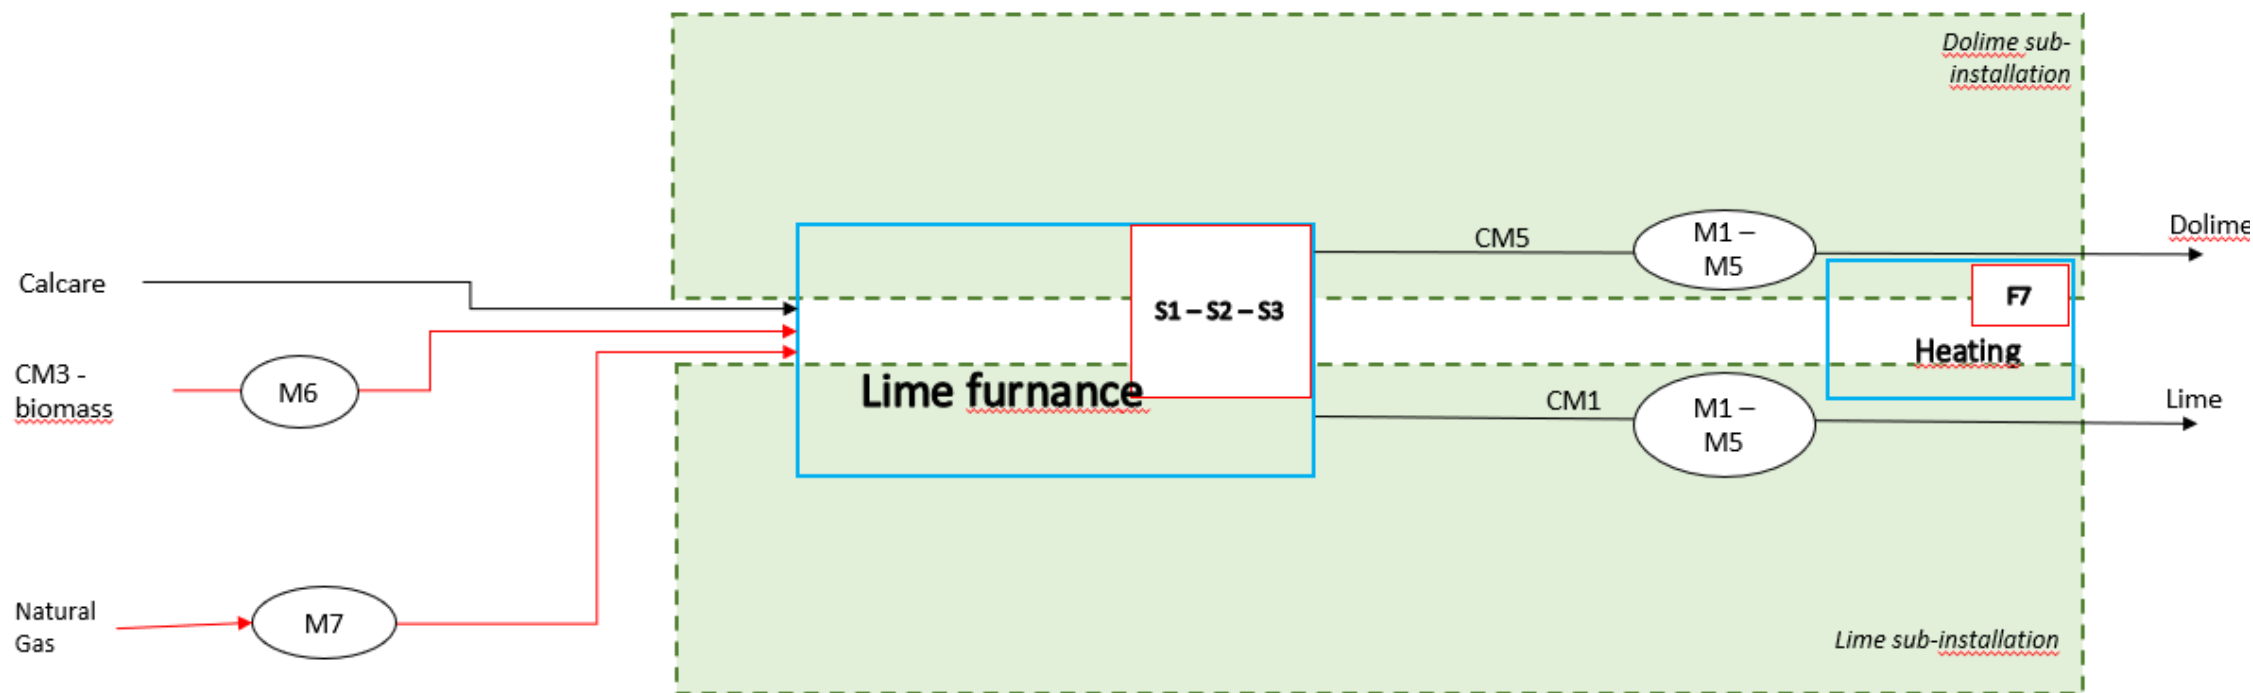 Dolime sub-
installation
Dolime
CM5
M1 –
M5
Calcare
S1 – S2 – S3
F7
Heating
CM3 -
biomass
M6
Lime furnance
CM1
M1 –
M5
Lime
Natural
Gas
M7
Lime sub-installation